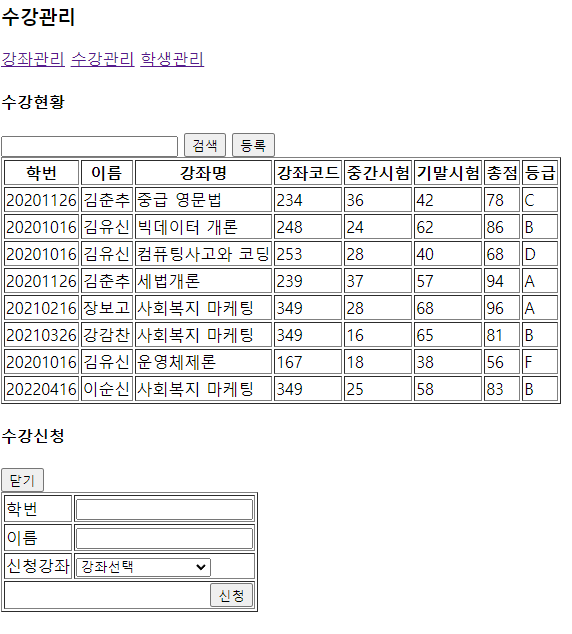 수강관리
강좌관리 수강관리 학생관리
수강현황
검색 등록
학번 이름 강좌명 강좌코드 중간시험 기말시험 총점 등급
20201126 김춘추 중급 영문법 234 36 42 78 C
20201016 김유신 빅데이터 개론 248 24 62 86 B
20201016 김유신 컴퓨팅사고와 코딩 253 28 40 68 D
20201126 김춘추 세법개론 239 37 57 94 A
20210216 장보고 사회복지 마케팅 349 28 68 96 A
20210326 강감찬 사회복지 마케팅 349 16 65 81 B
20201016 김유신 운영체제론 167 18 38 56 F
20220416 이순신 사회복지 마케팅 349 25 58 83 B
수강신청
닫기
학번
이름
신청강좌 강좌선택
신청